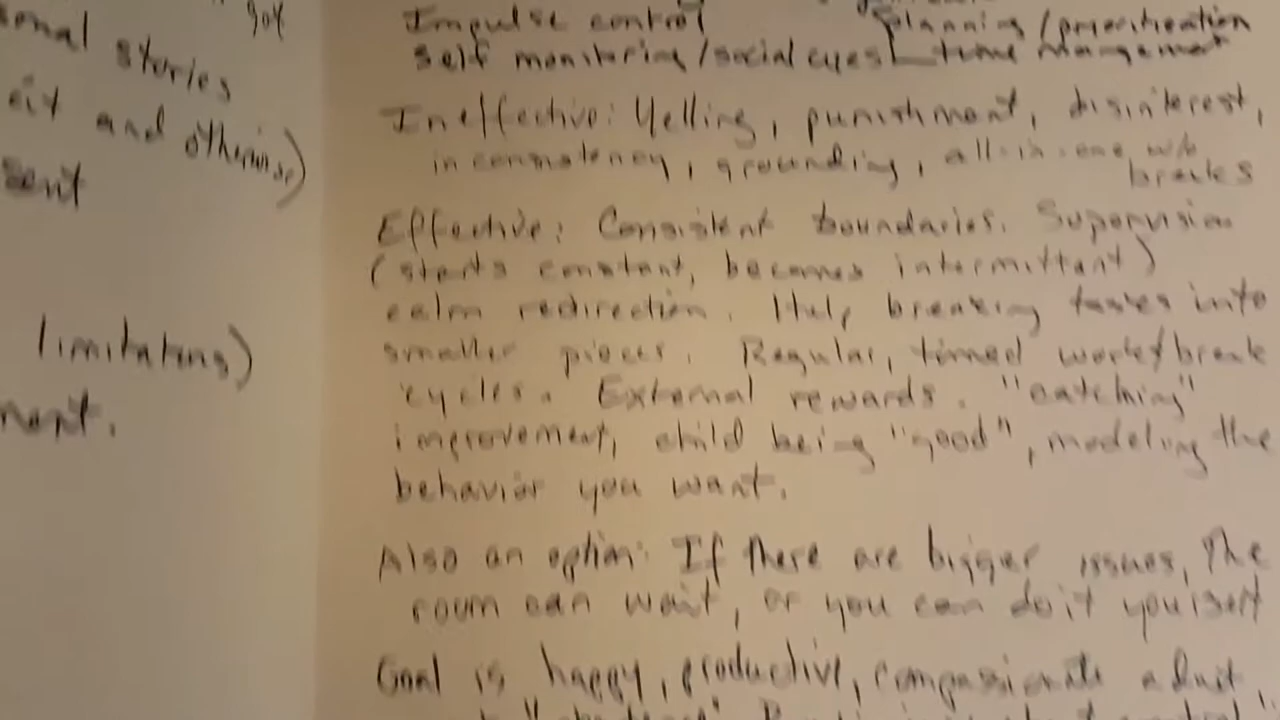 90%
onal stories
eit and otherwise)
sent
limitations)
ment.
Impulse control planning/prioritization
self monitoring/social cues time management
Ineffective: Yelling, punishment, disinterest,
inconsistency, grounding, all-in-one w/o
breaks
Effective: Consistent boundaries. Supervision
(starts constant, becomes intermittent)
calm redirection. Help breaking tasks into
smaller pieces. Regular, timed work/break
cycles. External rewards. "catching"
improvement, child being "good", modeling the
behavior you want.
Also an option: If there are bigger issues, the
room can wait, or you can do it yourself
Goal is happy, productive, compassionate adult,